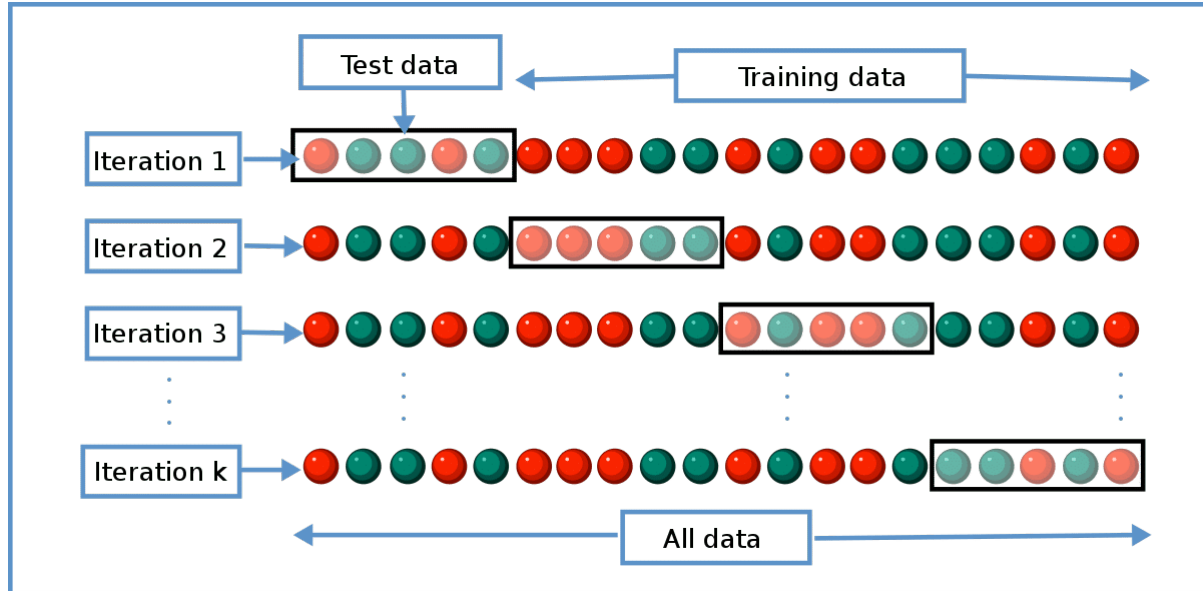 Test data
Training data
Iteration 1
Iteration 2
Iteration 3
Iteration k
All data